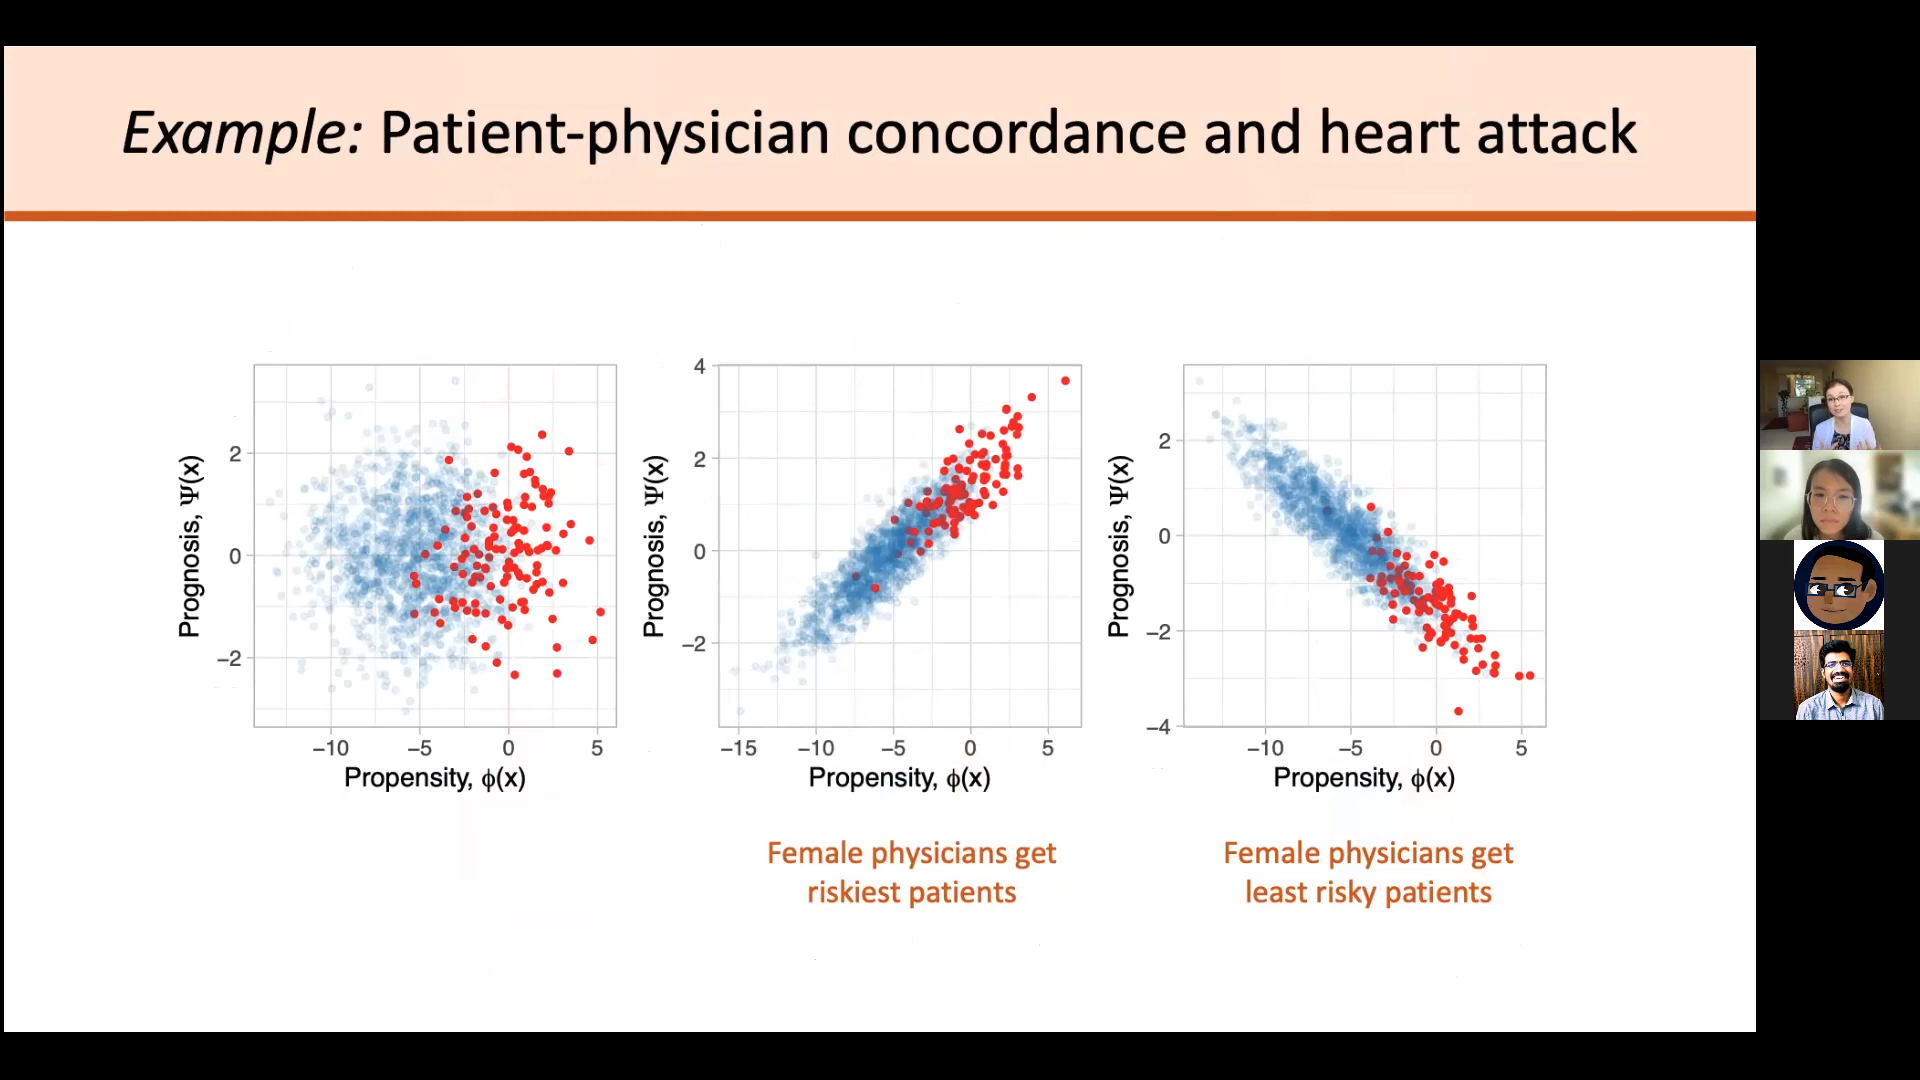 Example: Patient-physician concordance and heart attack
Prognosis, Ψ(x)
2
0
−2
−10 −5 0 5
Propensity, ϕ(x)
Prognosis, Ψ(x)
4
2
0
−2
−15 −10 −5 0 5
Propensity, ϕ(x)
Prognosis, Ψ(x)
2
0
−2
−4
−10 −5 0 5
Propensity, ϕ(x)
Female physicians get
riskiest patients
Female physicians get
least risky patients